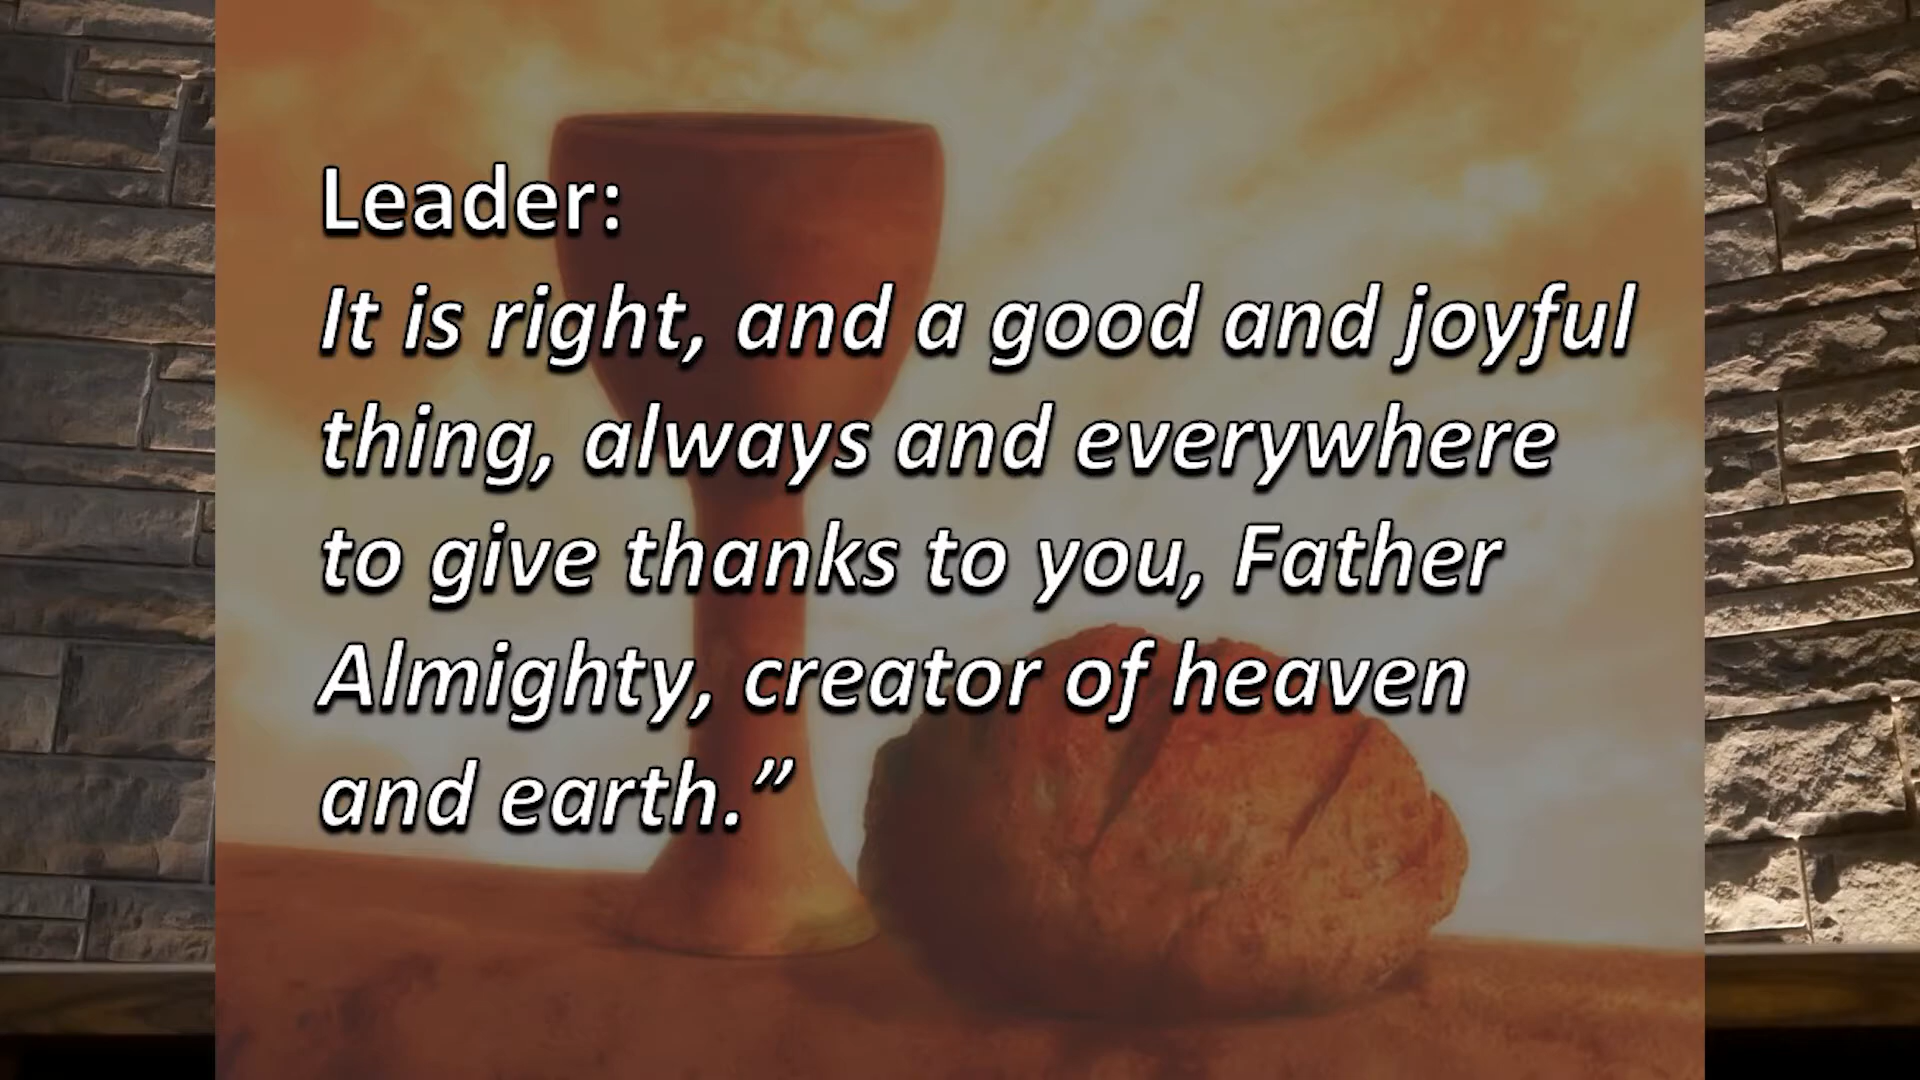 Leader:
It is right, and a good and joyful
thing, always and everywhere
to give thanks to you, Father
Almighty, creator of heaven
and earth.”